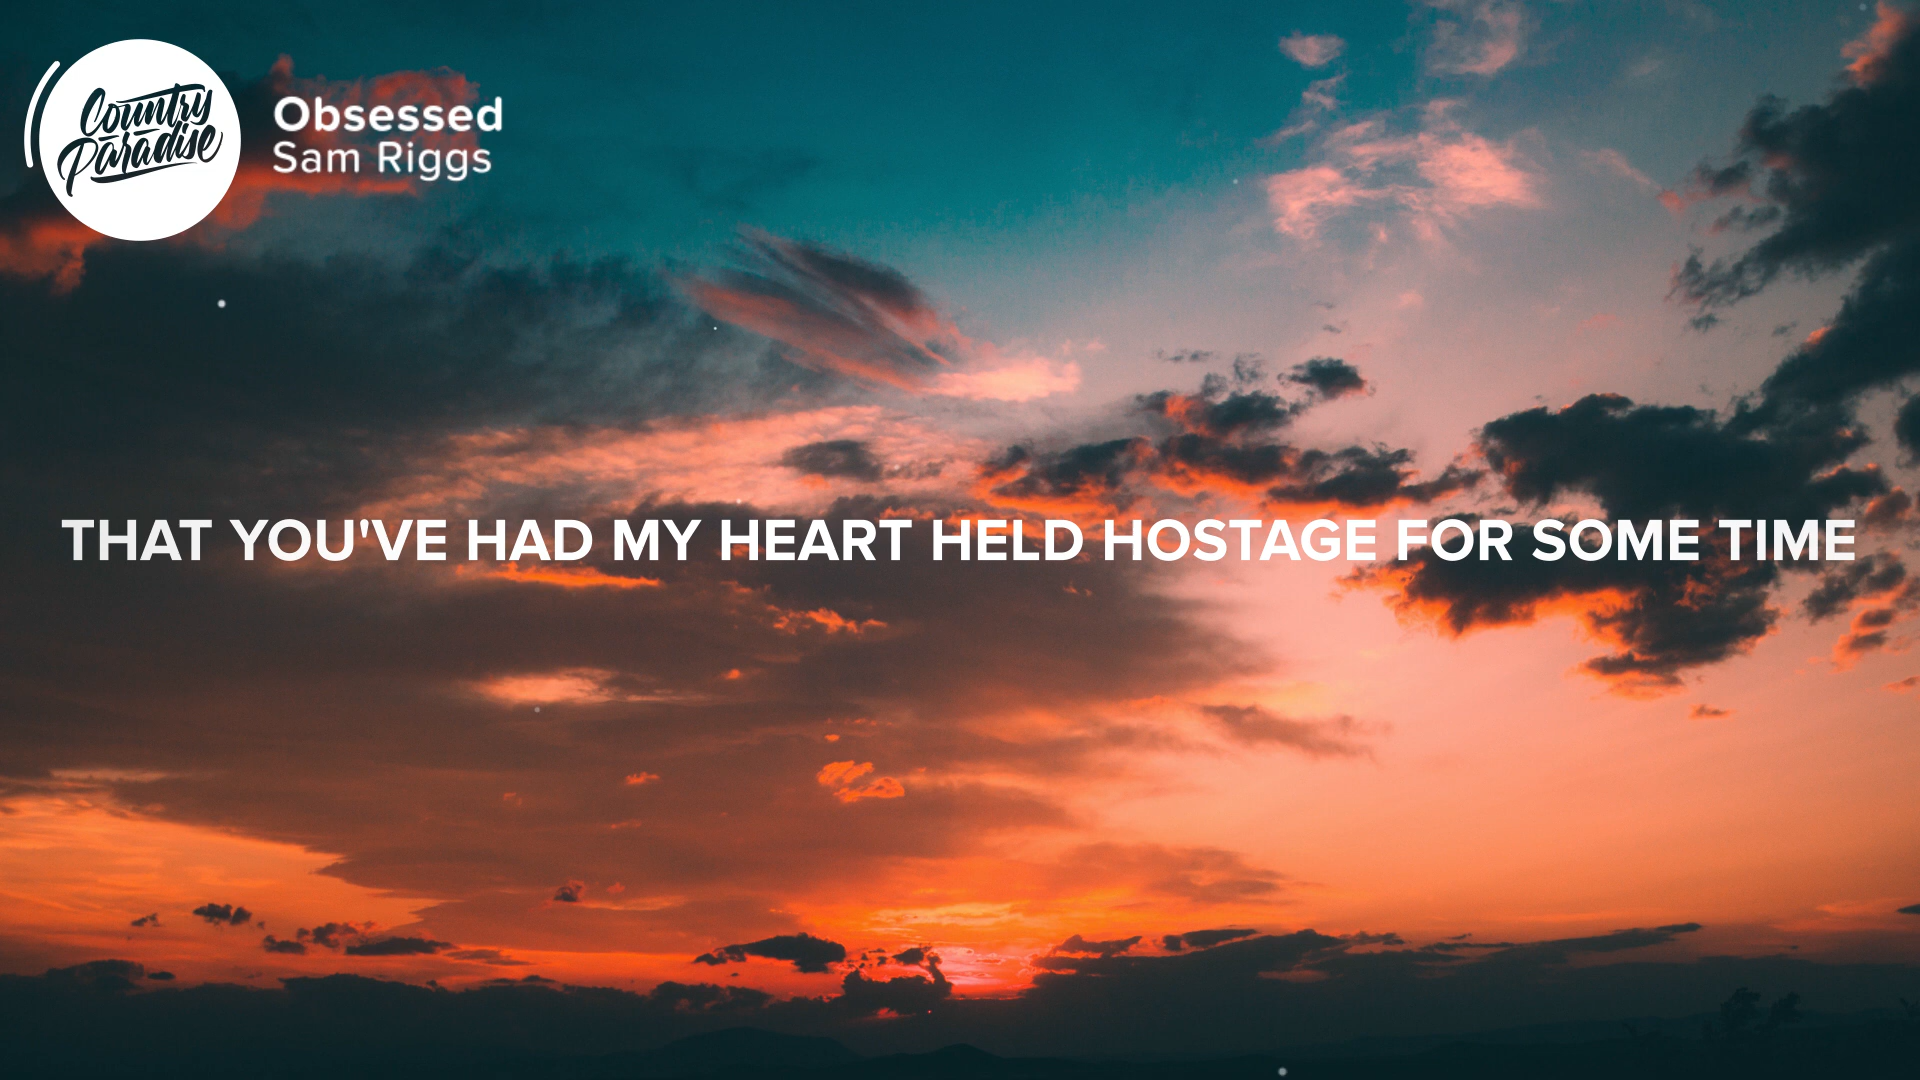 Country
Paradise
Obsessed
Sam Riggs
THAT YOU'VE HAD MY HEART HELD HOSTAGE FOR SOME TIME